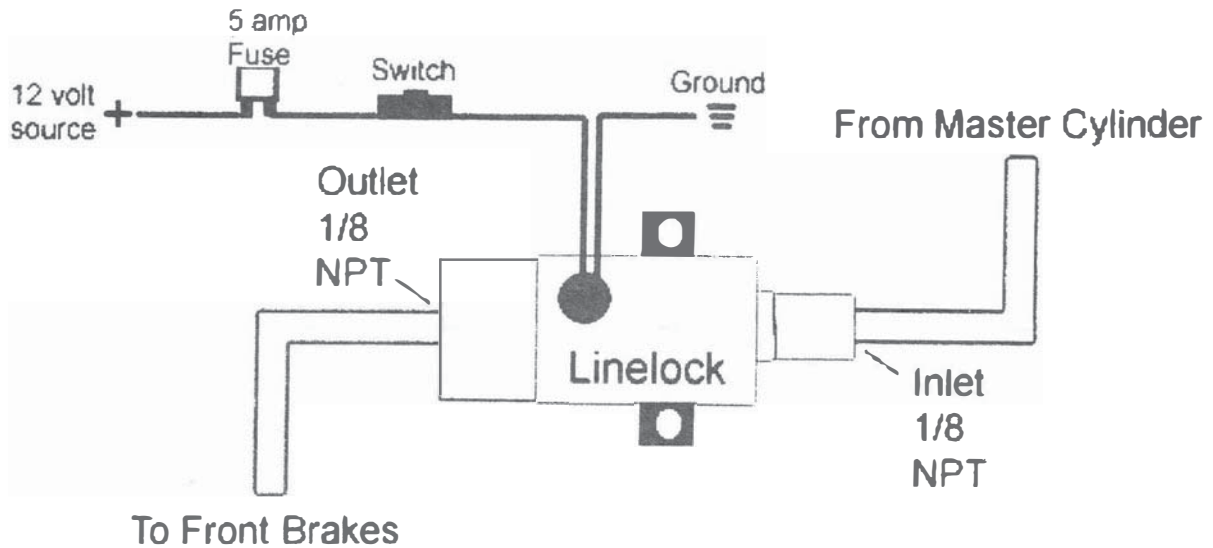 5 amp
Fuse
Switch
Ground
12 volt
source
+
From Master Cylinder
Outlet
1/8
NPT
Linelock
Inlet
1/8
NPT
To Front Brakes